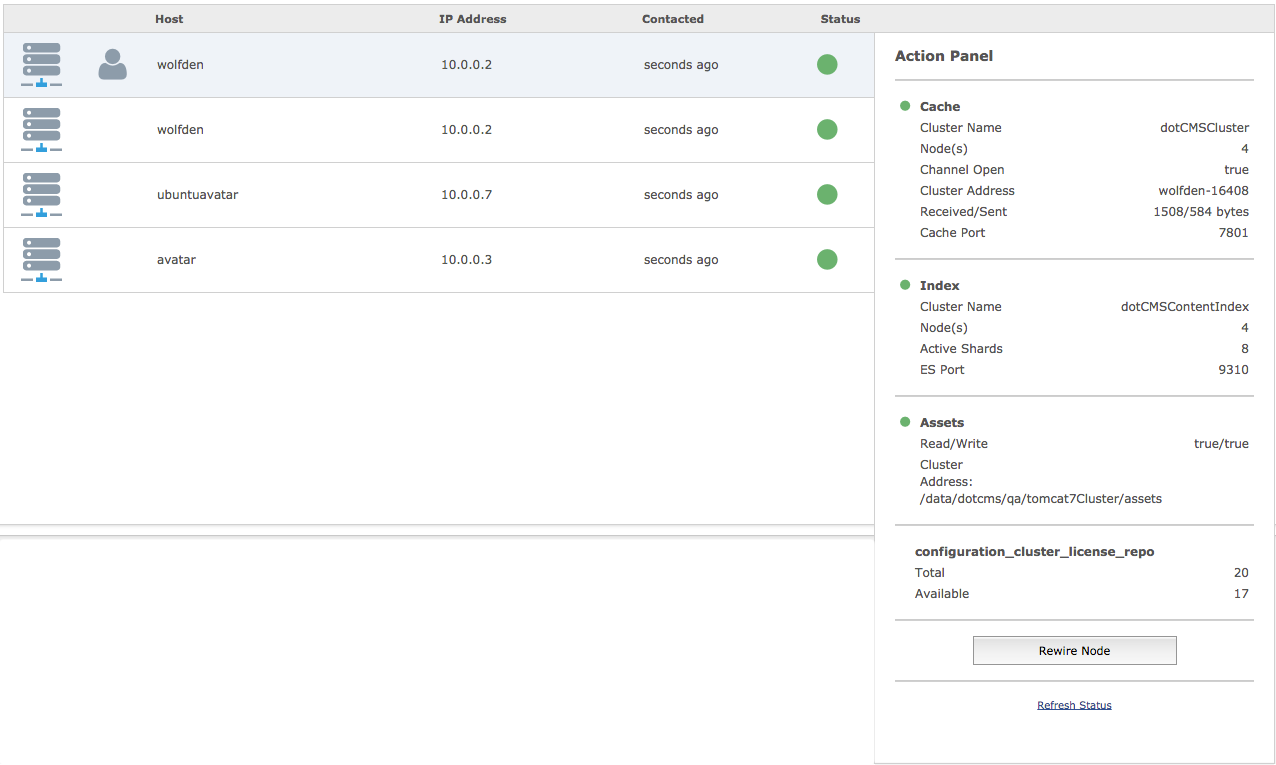 Host IP Address Contacted Status
wolfden 10.0.0.2 seconds ago
wolfden 10.0.0.2 seconds ago
ubuntuavatar 10.0.0.7 seconds ago
avatar 10.0.0.3 seconds ago
Action Panel
Cache
Cluster Name dotCMSCluster
Node(s) 4
Channel Open true
Cluster Address wolfden-16408
Received/Sent 1508/584 bytes
Cache Port 7801
Index
Cluster Name dotCMSContentIndex
Node(s) 4
Active Shards 8
ES Port 9310
Assets
Read/Write true/true
Cluster
Address:
/data/dotcms/qa/tomcat7Cluster/assets
configuration_cluster_license_repo
Total 20
Available 17
Rewire Node
Refresh Status